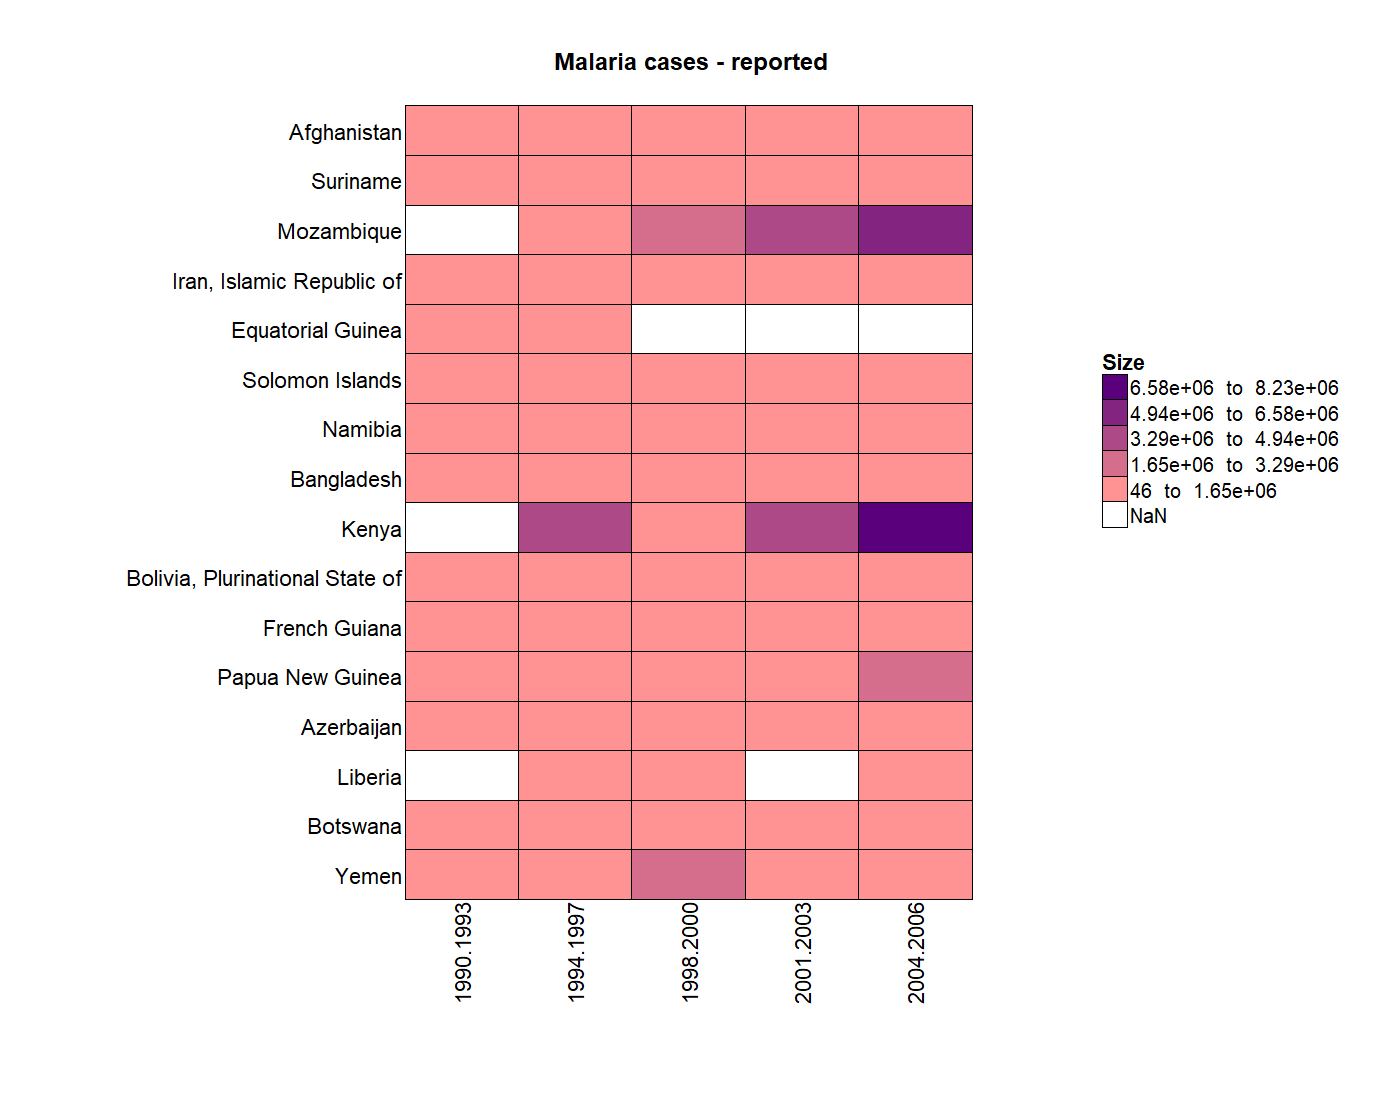 Malaria cases - reported
Afghanistan
Suriname
Mozambique
Iran, Islamic Republic of
Equatorial Guinea
Solomon Islands
Namibia
Bangladesh
Kenya
Bolivia, Plurinational State of
French Guiana
Papua New Guinea
Azerbaijan
Liberia
Botswana
Yemen
1990.1993
1994.1997
1998.2000
2001.2003
2004.2006
Size
6.58e+06 to 8.23e+06
4.94e+06 to 6.58e+06
3.29e+06 to 4.94e+06
1.65e+06 to 3.29e+06
46 to 1.65e+06
NaN